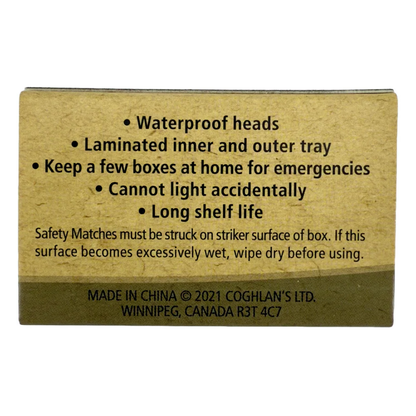 • Waterproof heads
• Laminated inner and outer tray
• Keep a few boxes at home for emergencies
• Cannot light accidentally
• Long shelf life
Safety Matches must be struck on striker surface of box. If this
surface becomes excessively wet, wipe dry before using.
MADE IN CHINA © 2021 COGHLAN'S LTD.
WINNIPEG, CANADA R3T 4C7